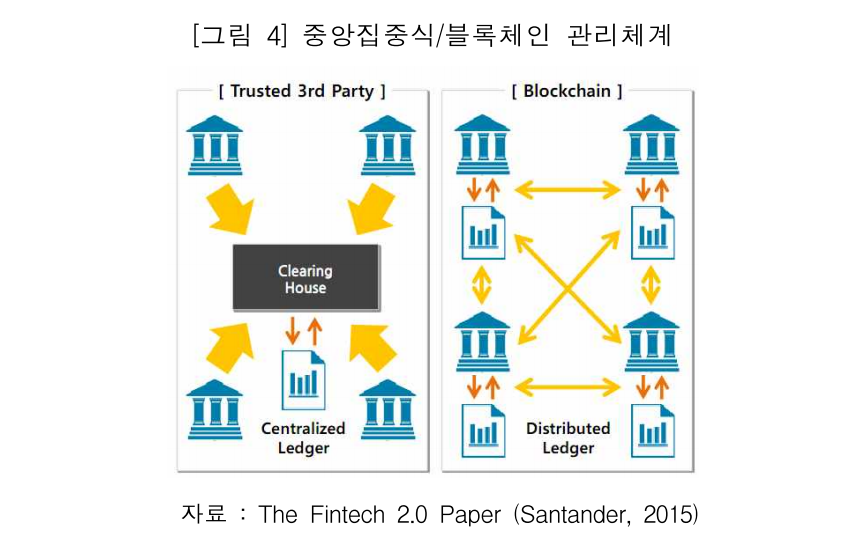 [그림 4] 중앙집중식/블록체인 관리체계
[ Trusted 3rd Party ]
Clearing
House
Centralized
Ledger
[ Blockchain ]
Distributed
Ledger
자료 : The Fintech 2.0 Paper (Santander, 2015)